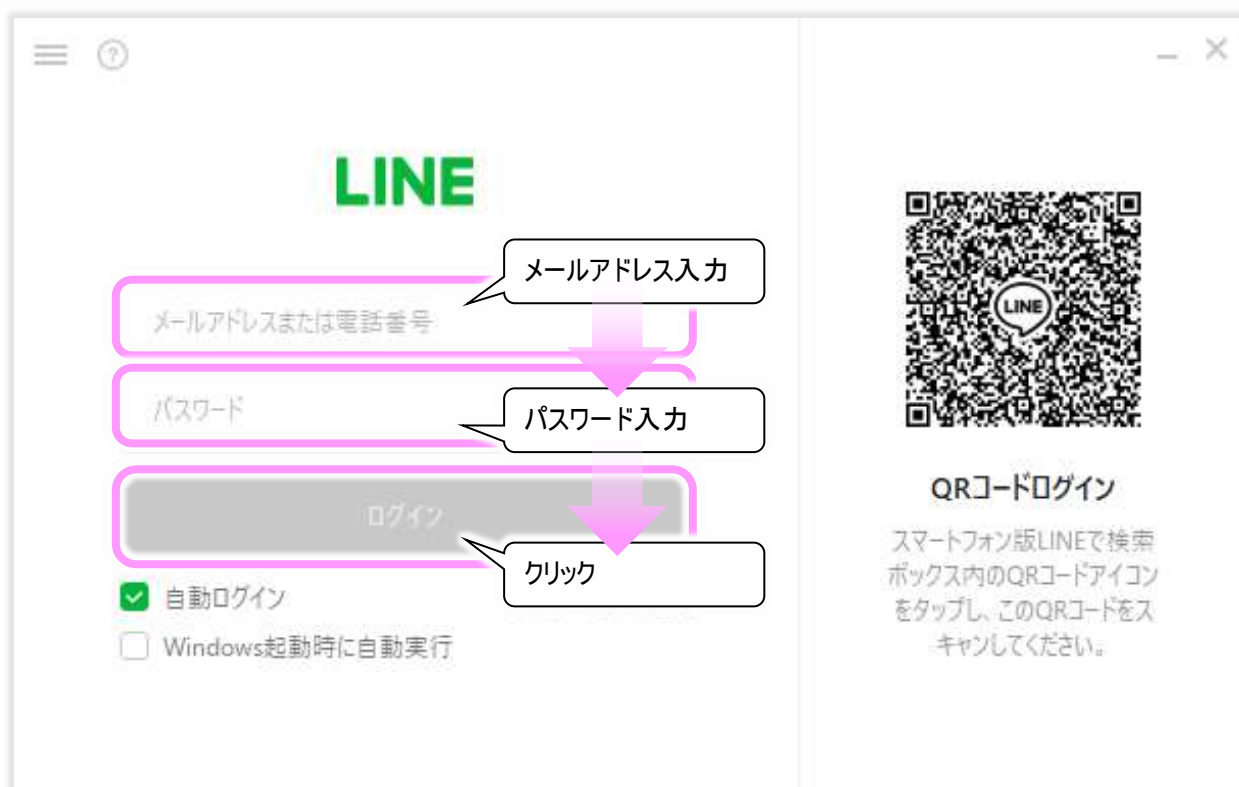 LINE
メールアドレス入力
メールアドレスまたは電話番号
パスワード
パスワード入力
ログイン
クリック
自動ログイン
Windows起動時に自動実行
LINE
QRコードログイン
スマートフォン版LINEで検索
ボックス内のQRコードアイコン
をタップし、このQRコードをス
キャンしてください。